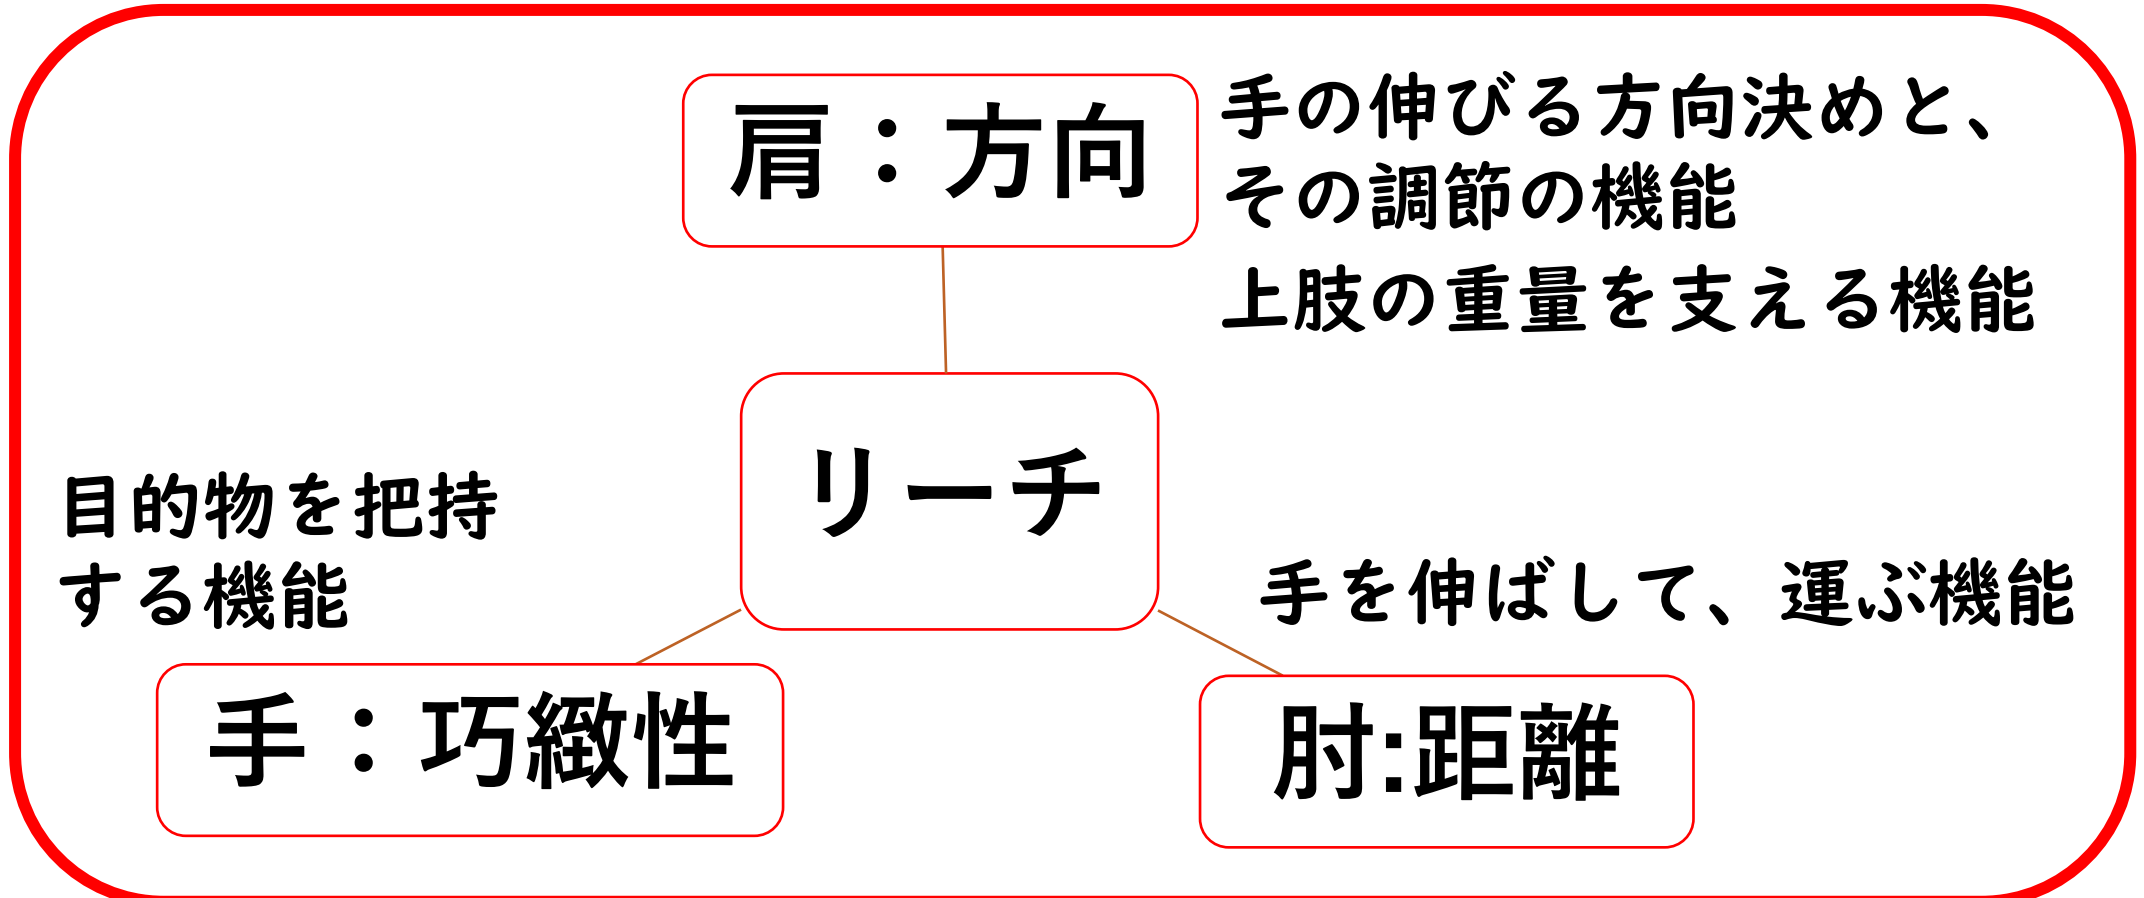 肩：方向
手の伸びる方向決めと、
その調節の機能
上肢の重量を支える機能
リーチ
目的物を把持
する機能
手を伸ばして、運ぶ機能
手：巧緻性
肘:距離